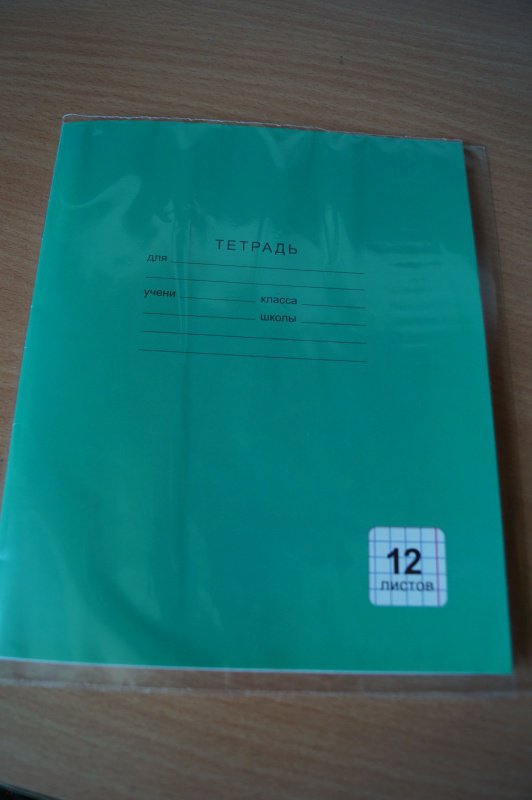 ТЕТРАДЬ
для
учени класса
школы
12
листов